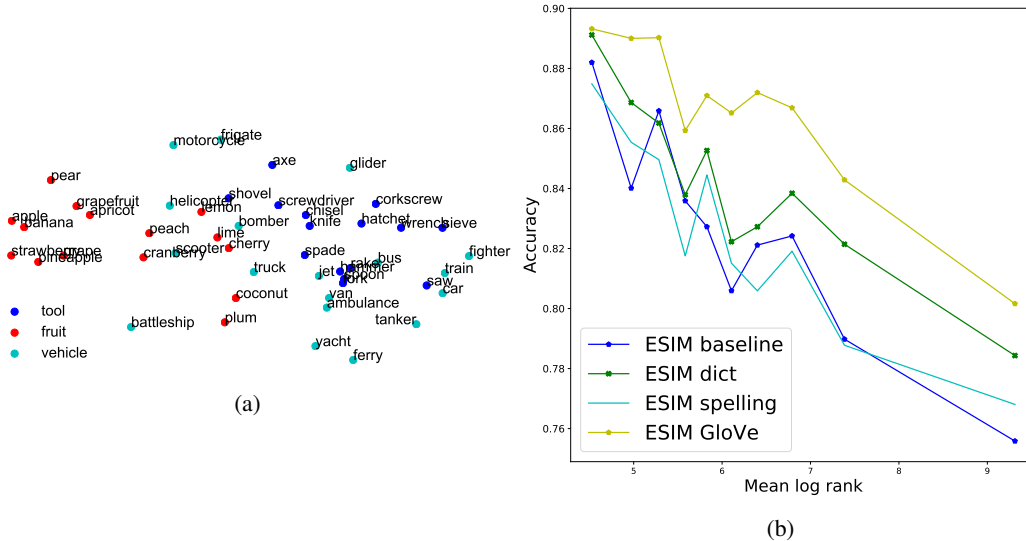 frigate
motorcycle
axe
glider
pear
shovel
helicopter
screwdriver
corkscrew
grapefruit
lemon
apricot
chisel
apple
banana
bomber
knife
hatchet
wrench
sieve
peach
lime
cherry
strawberry
grape
pineapple
cranberry
scooter
spade
bus
fighter
rake
hammer
truck
jet
spoon
fork
train
saw
car
coconut
van
ambulance
tool
fruit
vehicle
battleship
plum
tanker
yacht
ferry
(a)
0.90
0.88
0.86
0.84
0.82
0.80
0.78
0.76
Accuracy
ESIM baseline
ESIM dict
ESIM spelling
ESIM GloVe
5 6 7 8 9
Mean log rank
(b)